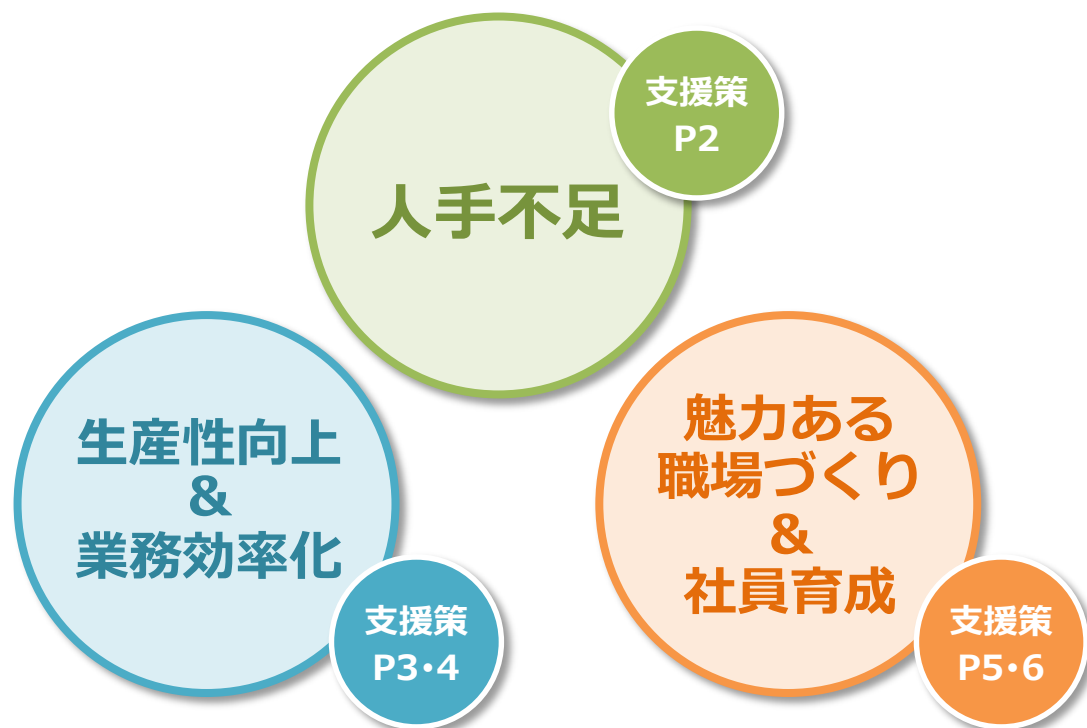 人手不足
支援策
P2
生産性向上
&
業務効率化
支援策
P3・4
魅力ある
職場づくり
&
社員育成
支援策
P5・6